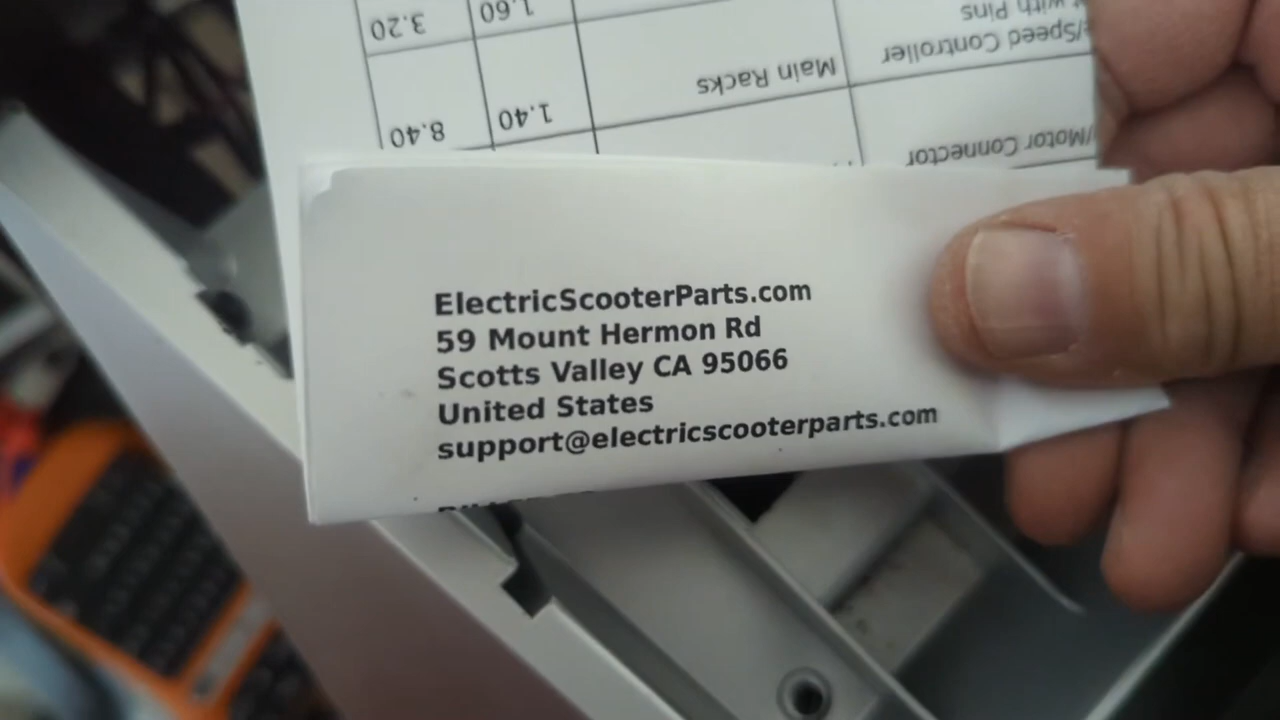 3.20
1.60
with Pins
/Speed Controller
Main Racks
1.40
8.40
/Motor Connector
ElectricScooterParts.com
59 Mount Hermon Rd
Scotts Valley CA 95066
United States
support@electricscooterparts.com